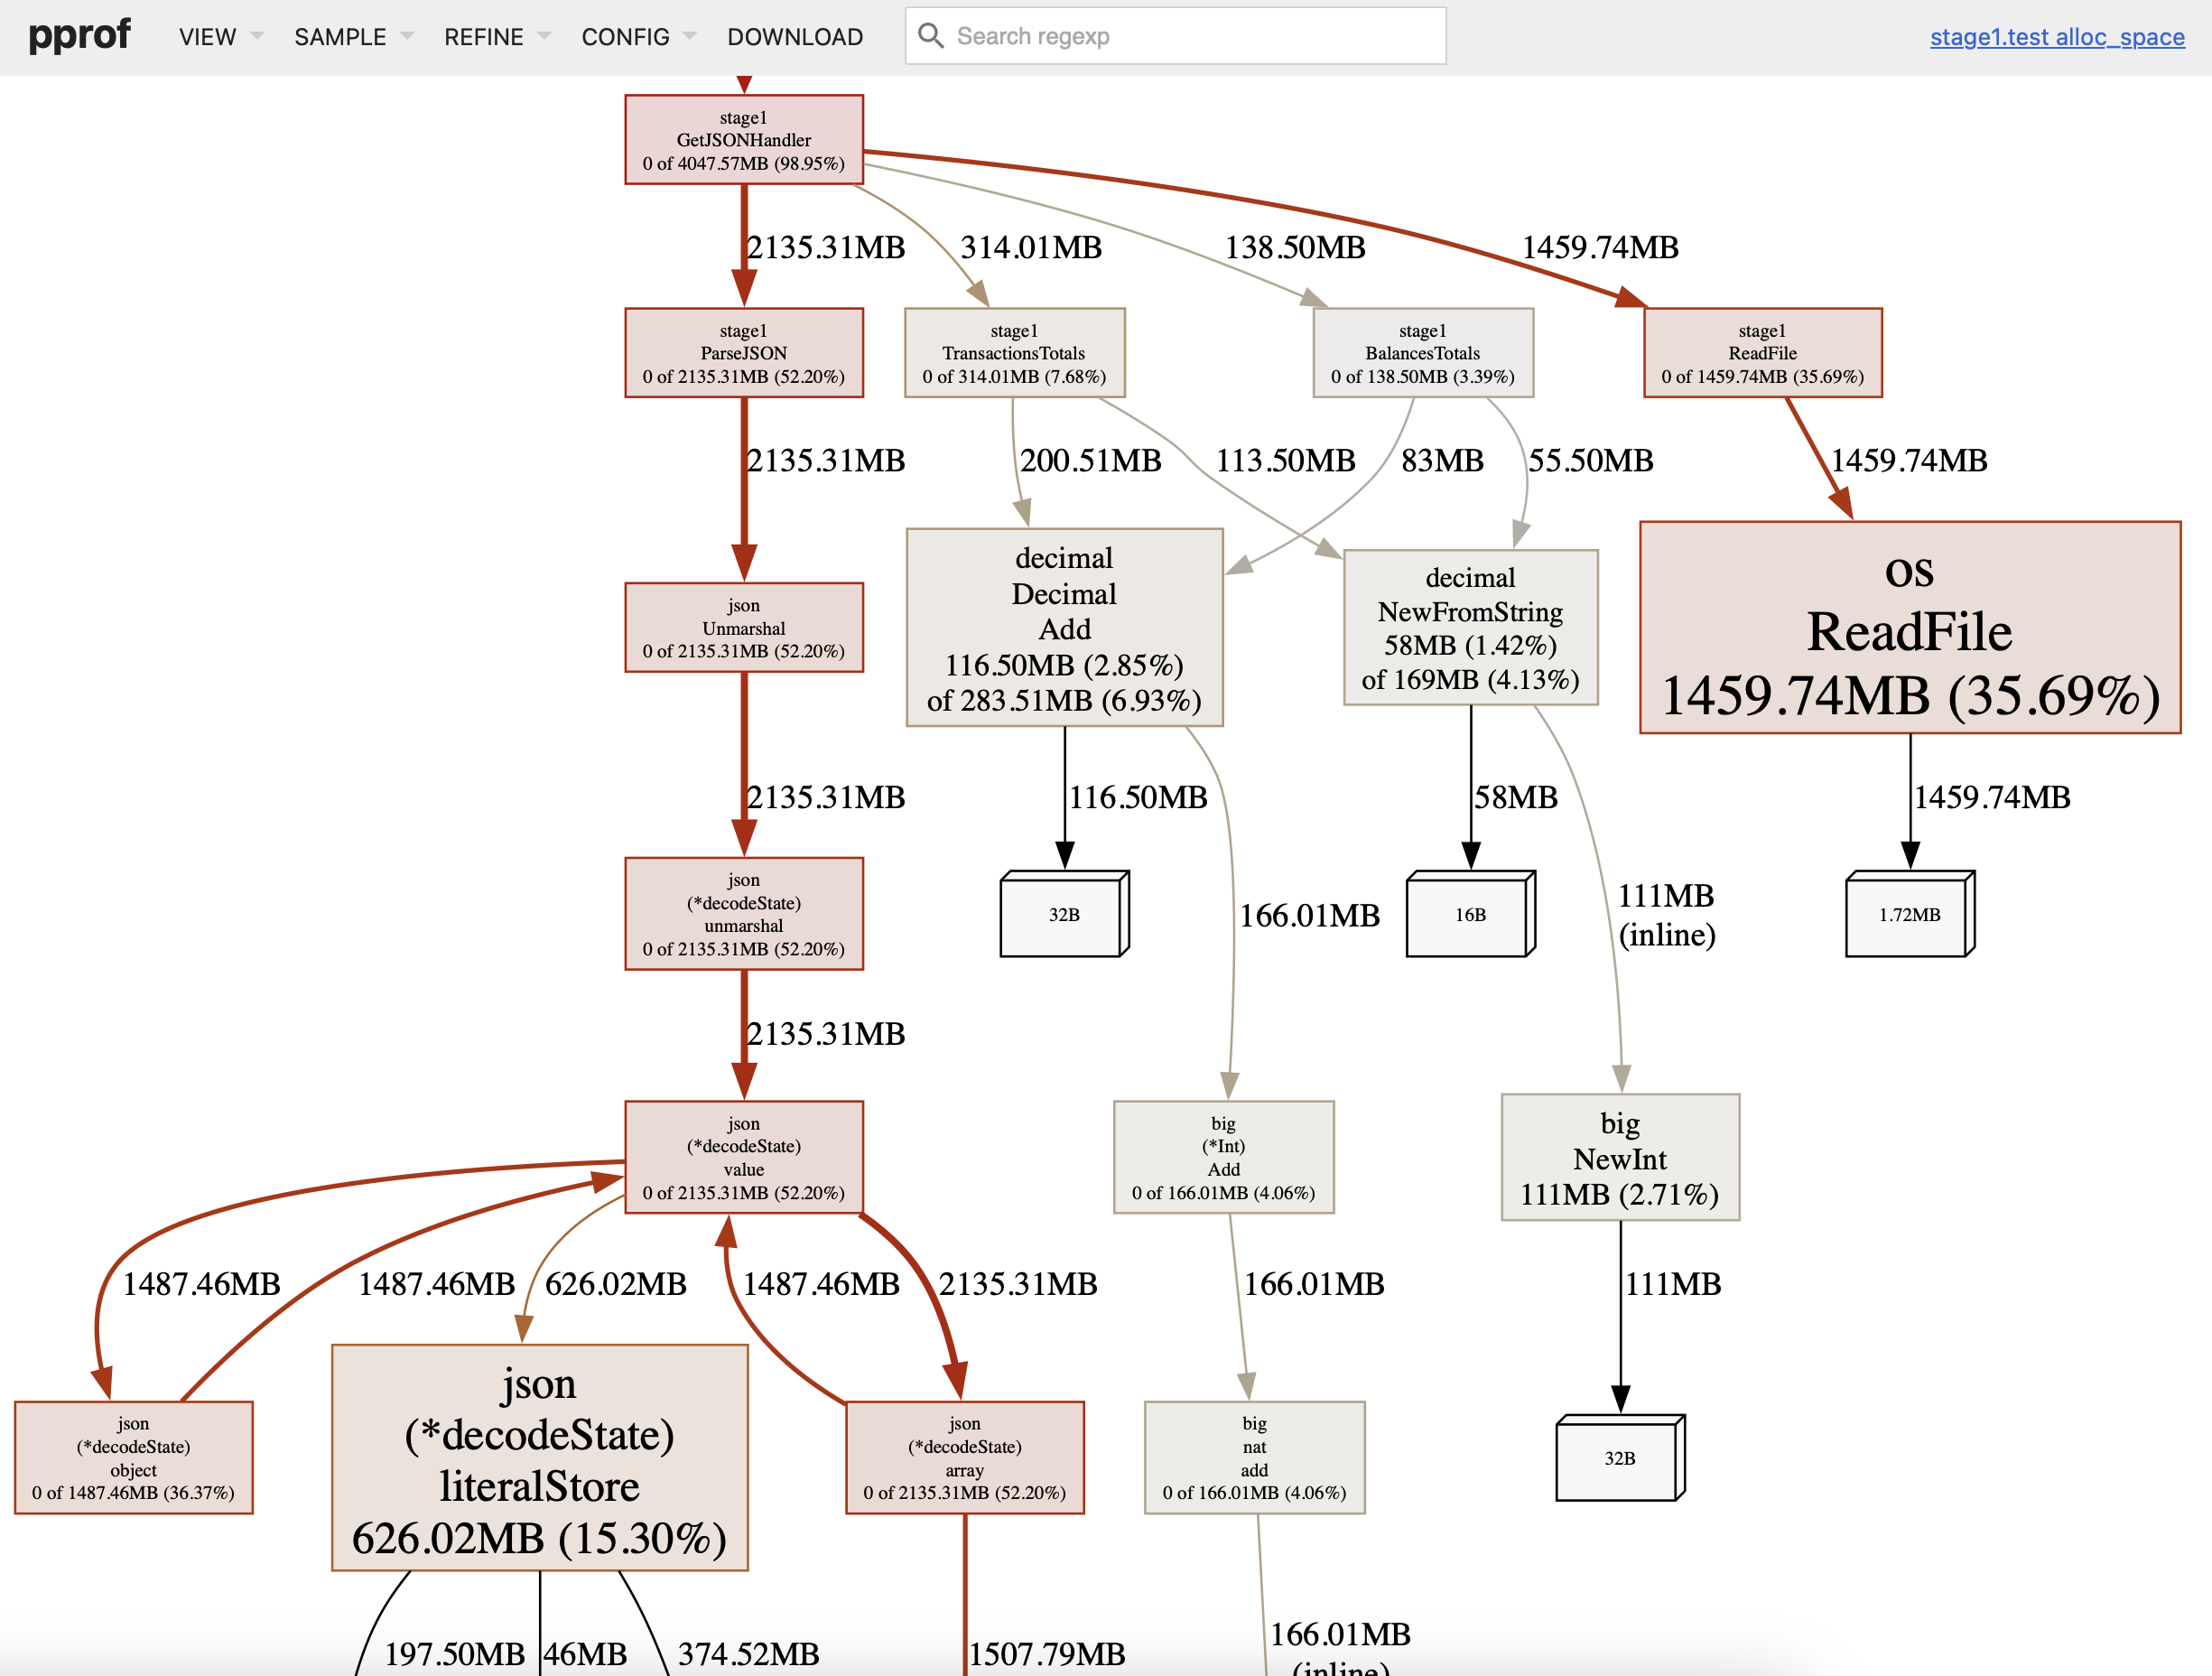 pprof
VIEW
SAMPLE
REFINE
CONFIG
DOWNLOAD
Search regexp
stage1.test alloc_space
stage1
GetJSONHandler
0 of 4047.57MB (98.95%)
2135.31MB
314.01MB
138.50MB
1459.74MB
stage1
ParseJSON
0 of 2135.31MB (52.20%)
stage1
TransactionsTotals
0 of 314.01MB (7.68%)
stage1
BalancesTotals
0 of 138.50MB (3.39%)
stage1
ReadFile
0 of 1459.74MB (35.69%)
2135.31MB
200.51MB
113.50MB
83MB
55.50MB
1459.74MB
json
Unmarshal
0 of 2135.31MB (52.20%)
decimal
Decimal
Add
116.50MB (2.85%)
of 283.51MB (6.93%)
decimal
NewFromString
58MB (1.42%)
of 169MB (4.13%)
os
ReadFile
1459.74MB (35.69%)
2135.31MB
116.50MB
58MB
1459.74MB
json
(*decodeState)
unmarshal
0 of 2135.31MB (52.20%)
32B
166.01MB
16B
111MB
(inline)
1.72MB
2135.31MB
json
(*decodeState)
value
0 of 2135.31MB (52.20%)
big
(*Int)
Add
0 of 166.01MB (4.06%)
big
NewInt
111MB (2.71%)
1487.46MB
1487.46MB
626.02MB
1487.46MB
2135.31MB
166.01MB
111MB
json
(*decodeState)
object
0 of 1487.46MB (36.37%)
json
(*decodeState)
literalStore
626.02MB (15.30%)
json
(*decodeState)
array
0 of 2135.31MB (52.20%)
big
nat
add
0 of 166.01MB (4.06%)
32B
197.50MB
46MB
374.52MB
1507.79MB
166.01MB
(inline)